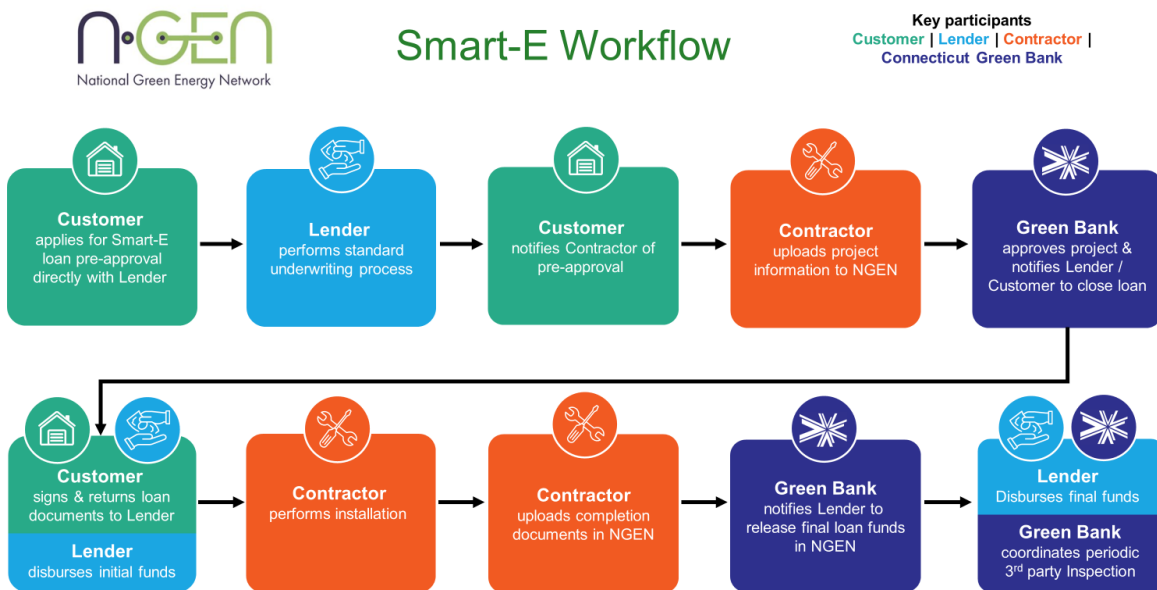 n·GEn
National Green Energy Network
Smart-E Workflow
Key participants
Customer | Lender | Contractor |
Connecticut Green Bank
Customer
applies for Smart-E
loan pre-approval
directly with Lender
Lender
performs standard
underwriting process
Customer
notifies Contractor of
pre-approval
Contractor
uploads project
information to NGEN
Green Bank
approves project &
notifies Lender /
Customer to close loan
Customer
signs & returns loan
documents to Lender
Lender
disburses initial funds
Contractor
performs installation
Contractor
uploads completion
documents in NGEN
Green Bank
notifies Lender to
release final loan funds
in NGEN
Lender
Disburses final funds
Green Bank
coordinates periodic
3rd party Inspection